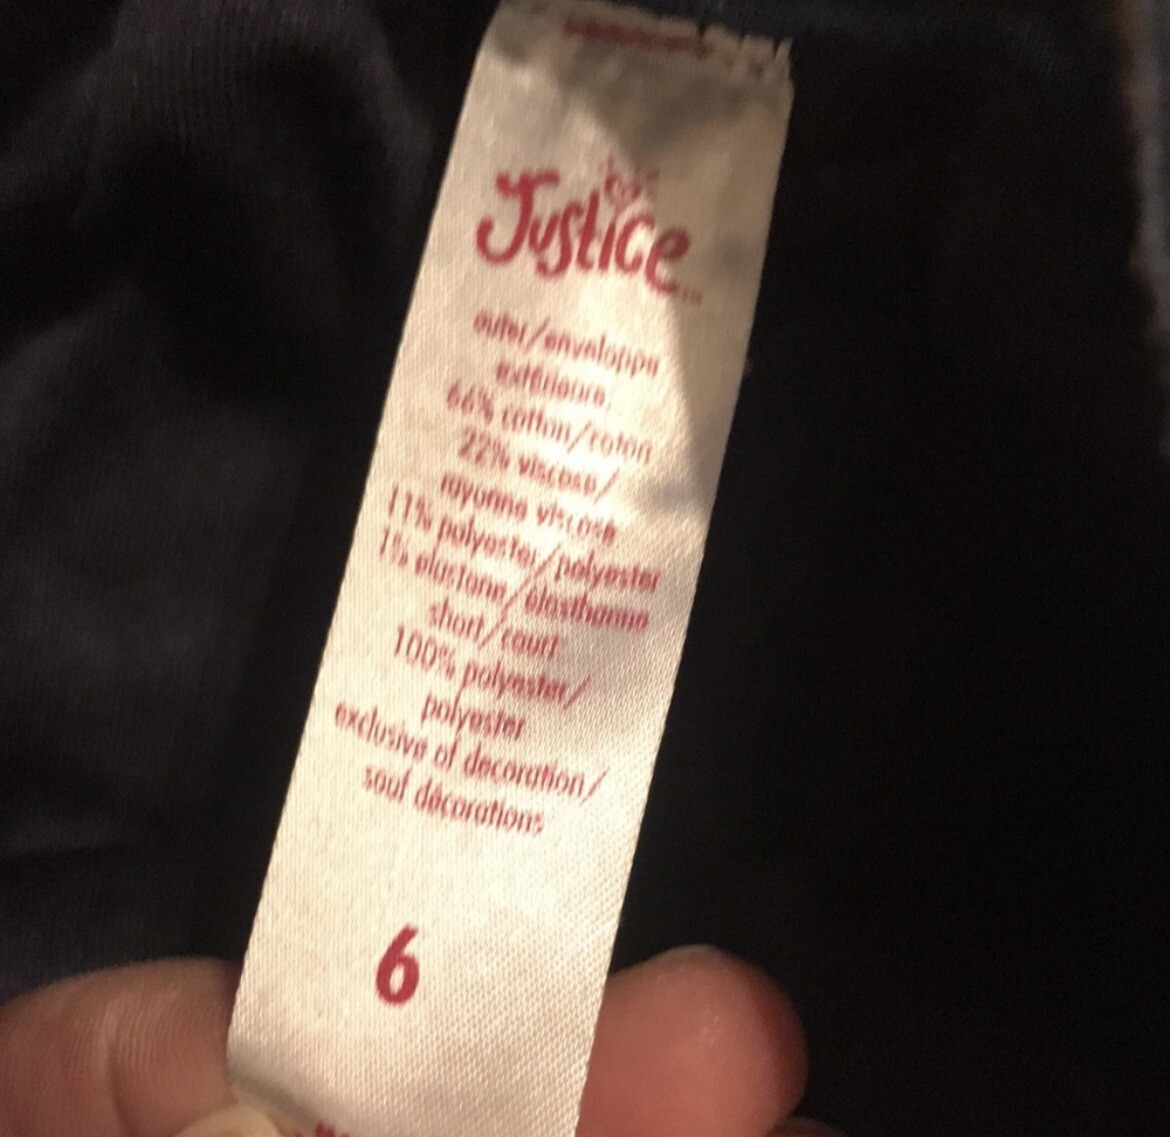 Justice
outer/enveloppe
extérieure
66% cotton/coton
22% viscose/
rayonne viscose
11% polyester/polyester
1% elastane/élasthanne
short/court
100% polyester/
polyester
exclusive of decoration/
sauf décorations
6